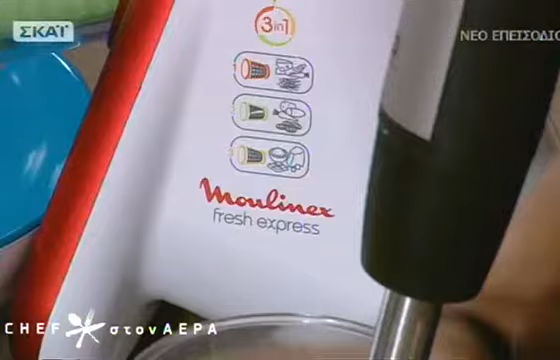 ΣΚΑΪ
3in1
ΝΕΟ ΕΠΕΙΣΟΔΙΟ
Moulinex
fresh express
CHEF στον ΑΕΡΑ